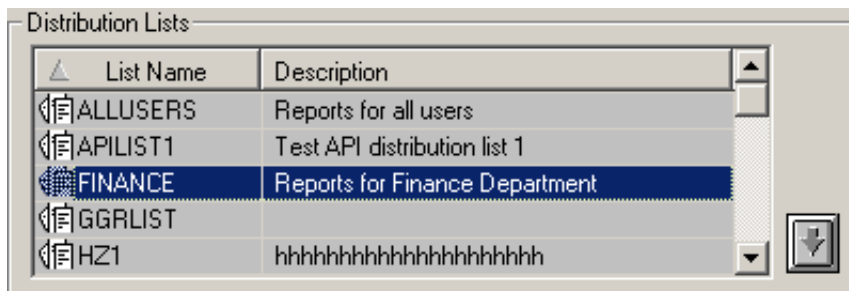 Distribution Lists
List Name Description
ALLUSERS Reports for all users
APILIST1 Test API distribution list 1
FINANCE Reports for Finance Department
GGRLIST
HZ1 hhhhhhhhhhhhhhhhhhhhh